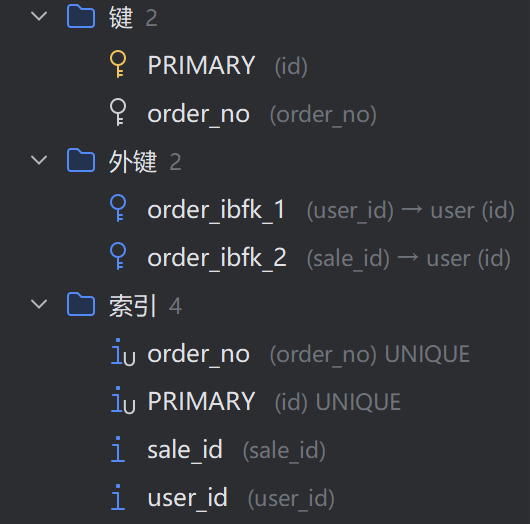 键 2
PRIMARY (id)
order_no (order_no)
外键 2
order_ibfk_1 (user_id) → user (id)
order_ibfk_2 (sale_id) → user (id)
索引 4
order_no (order_no) UNIQUE
PRIMARY (id) UNIQUE
sale_id (sale_id)
user_id (user_id)